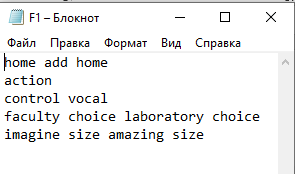 F1 – Блокнот
Файл Правка Формат Вид Справка
home add home
action
control vocal
faculty choice laboratory choice
imagine size amazing size